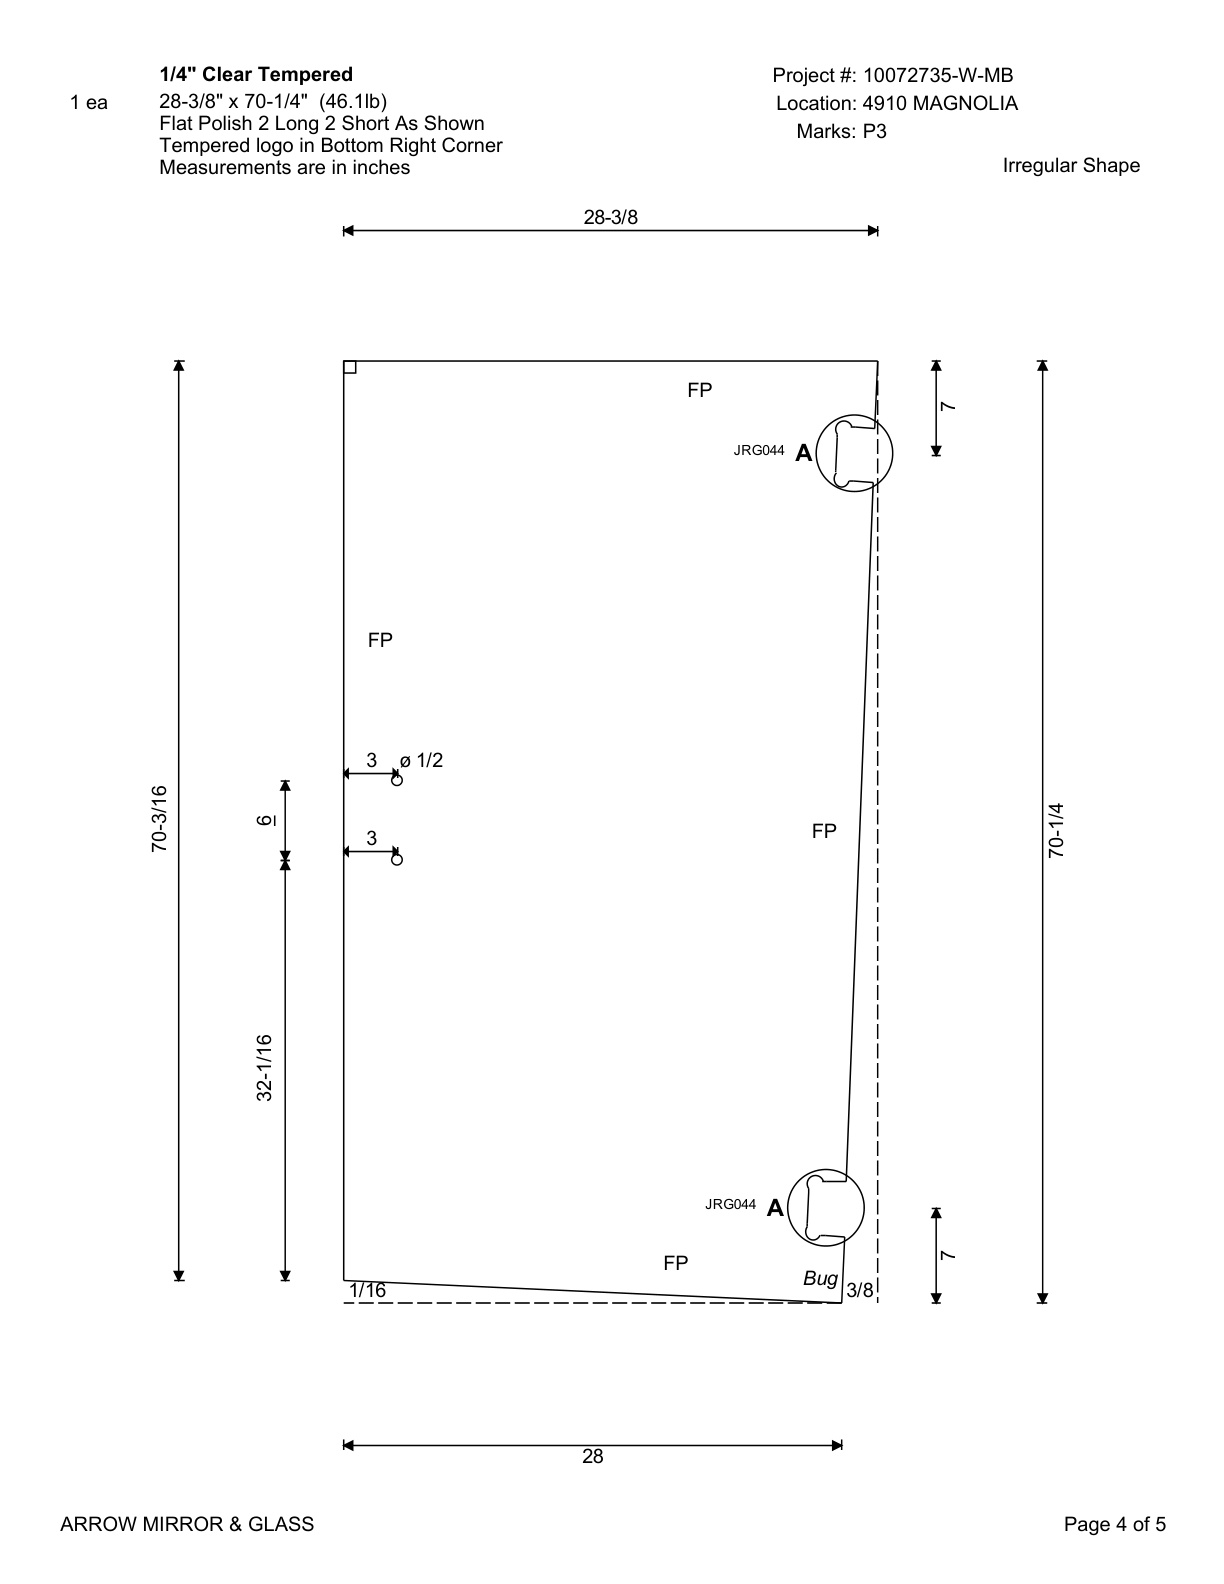 1/4" Clear Tempered
Project #: 10072735-W-MB
1 ea
28-3/8" x 70-1/4"  (46.1lb)
Location: 4910 MAGNOLIA
Flat Polish 2 Long 2 Short As Shown
Marks: P3
Tempered logo in Bottom Right Corner
Measurements are in inches
Irregular Shape
28-3/8
FP
7
JRG044 A
FP
3 ø 1/2
70-3/16
6
3
FP
70-1/4
32-1/16
JRG044 A
7
FP
Bug
1/16
3/8
28
ARROW MIRROR & GLASS
Page 4 of 5